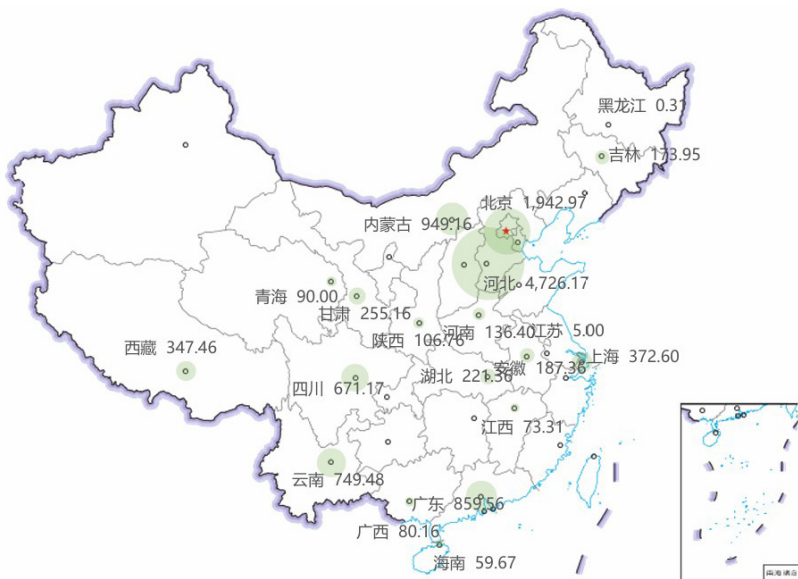 黑龙江 0.31
吉林 173.95
北京 1,942.97
内蒙古 949.16
河北 4,726.17
青海 90.00
甘肃 255.16
陕西 106.76
河南 136.40
江苏 5.00
西藏 347.46
上海 372.60
安徽 187.36
湖北 221.36
四川 671.17
江西 73.31
云南 749.48
广东 859.56
广西 80.16
海南 59.67